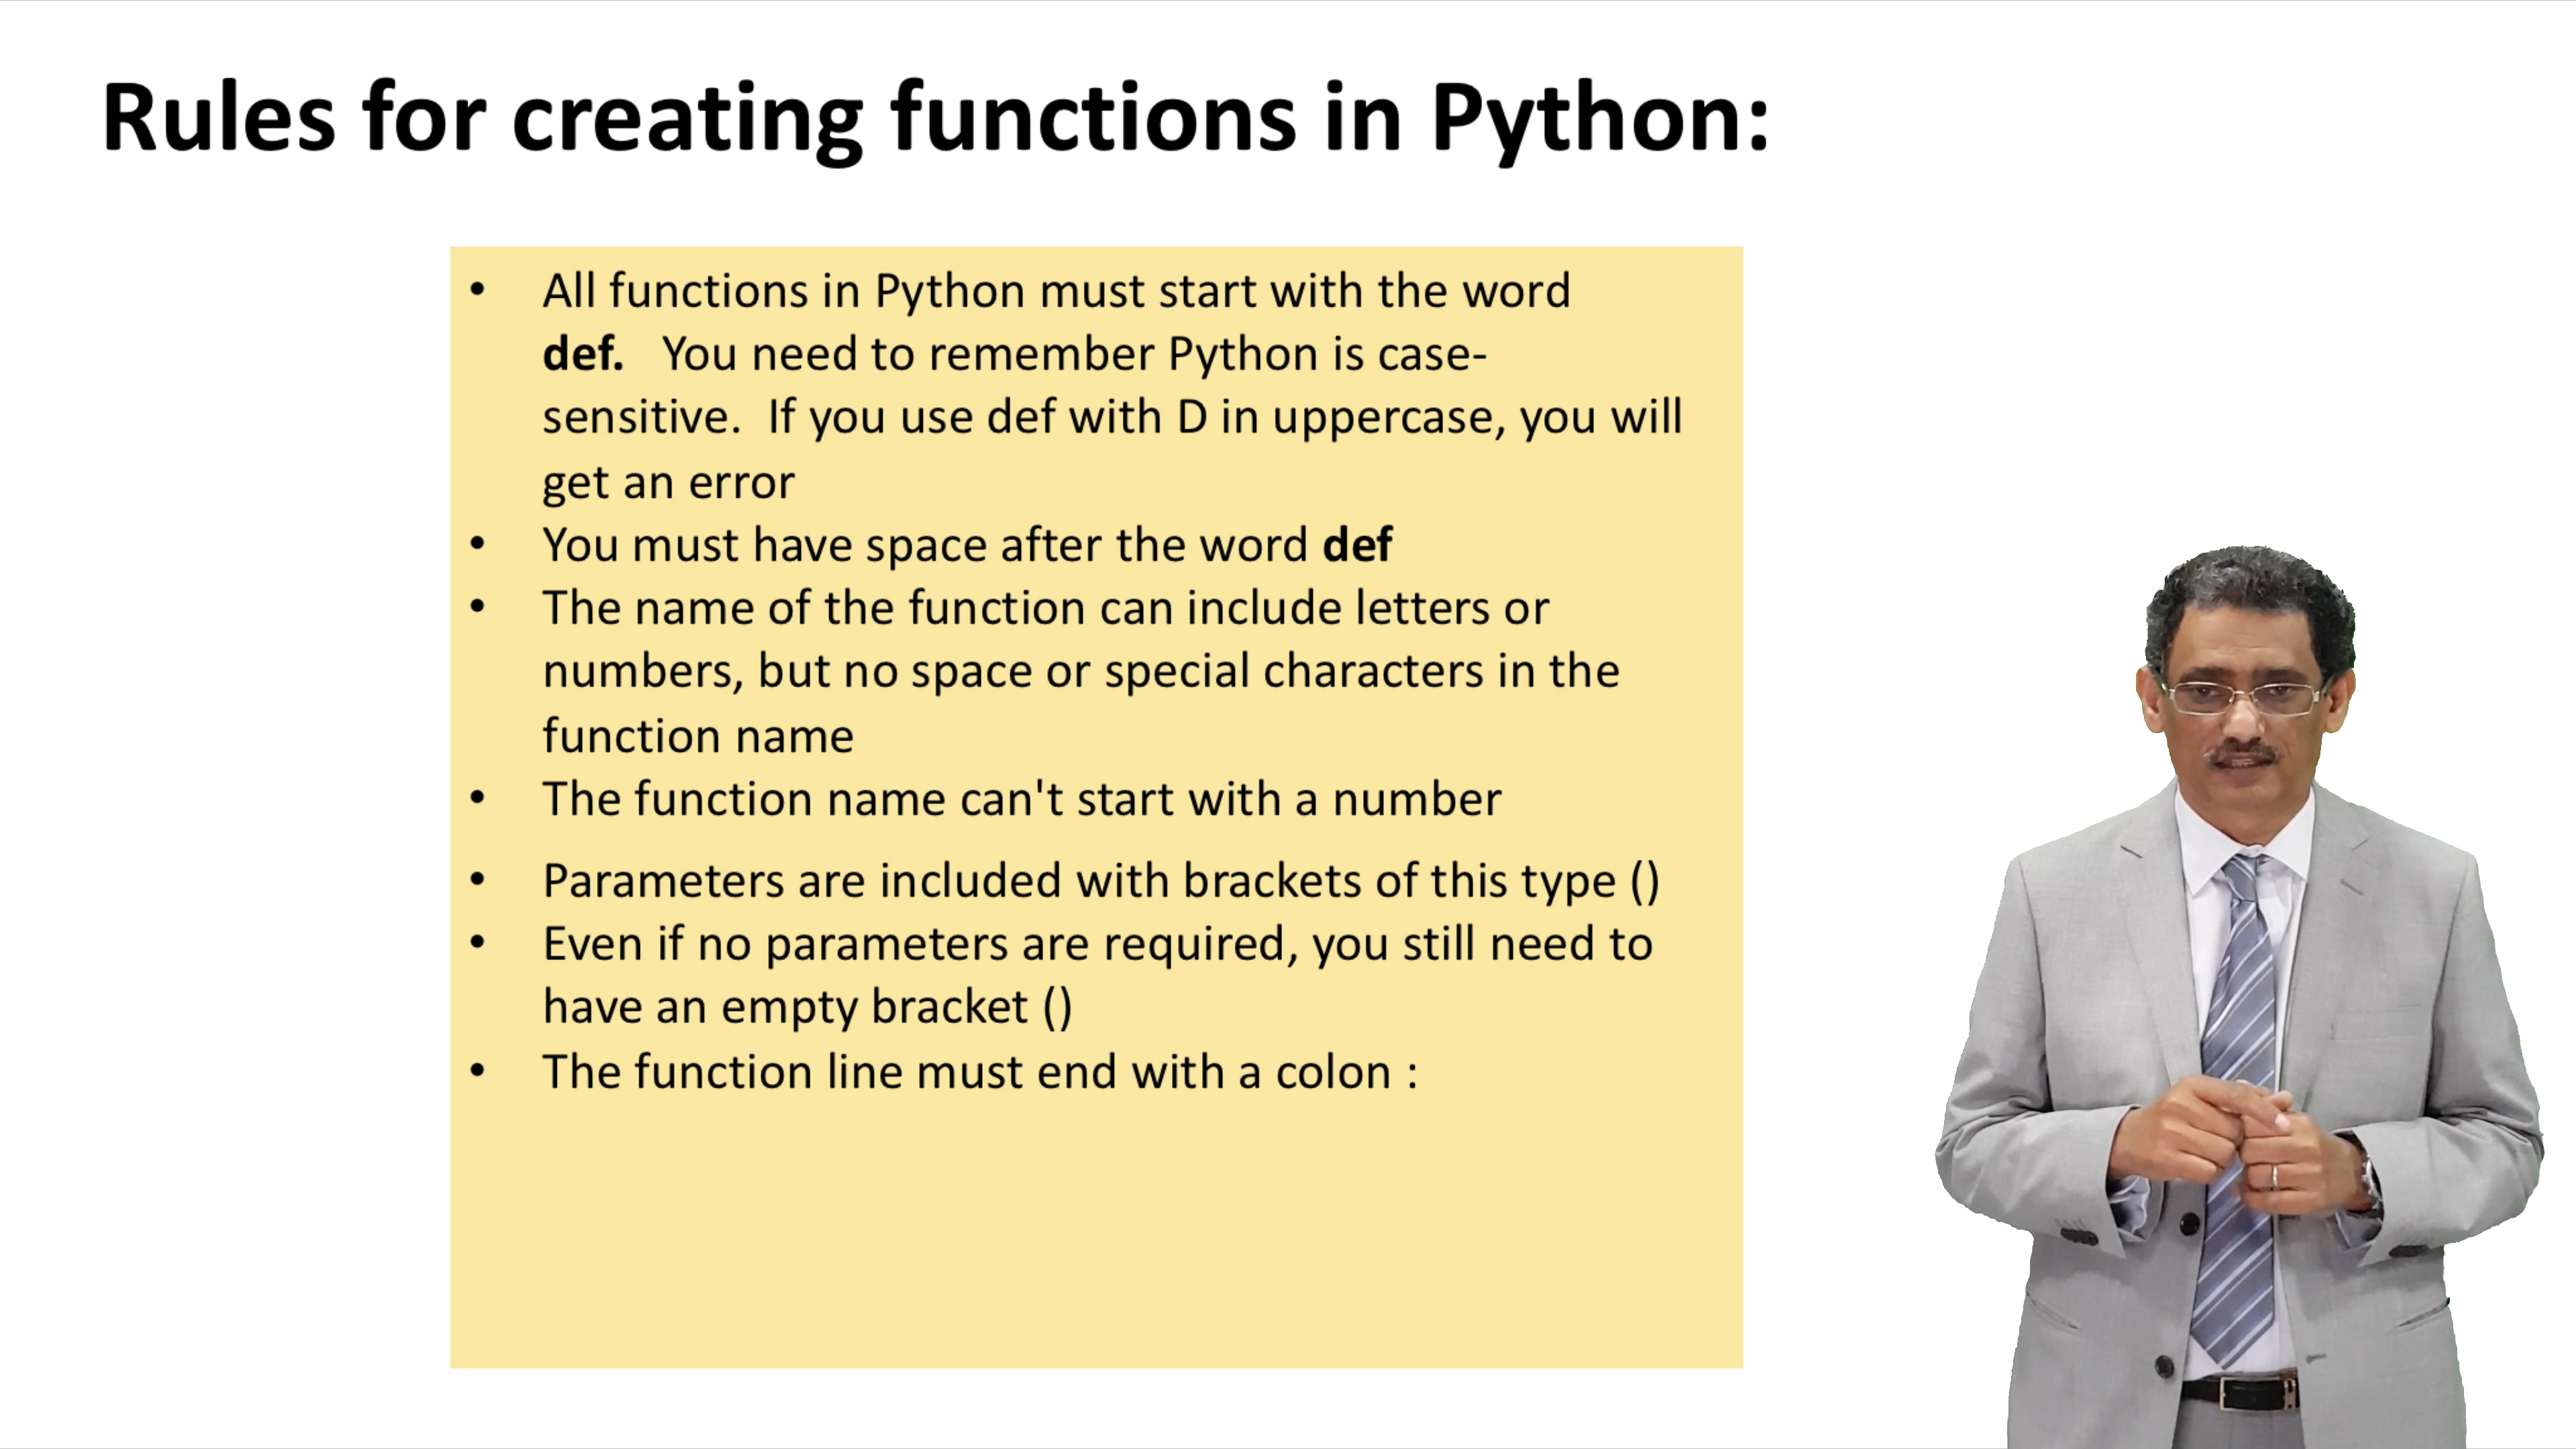 Rules for creating functions in Python:
• All functions in Python must start with the word
def. You need to remember Python is case-
sensitive. If you use def with D in uppercase, you will
get an error
• You must have space after the word def
• The name of the function can include letters or
numbers, but no space or special characters in the
function name
• The function name can't start with a number
• Parameters are included with brackets of this type ()
• Even if no parameters are required, you still need to
have an empty bracket ()
• The function line must end with a colon :